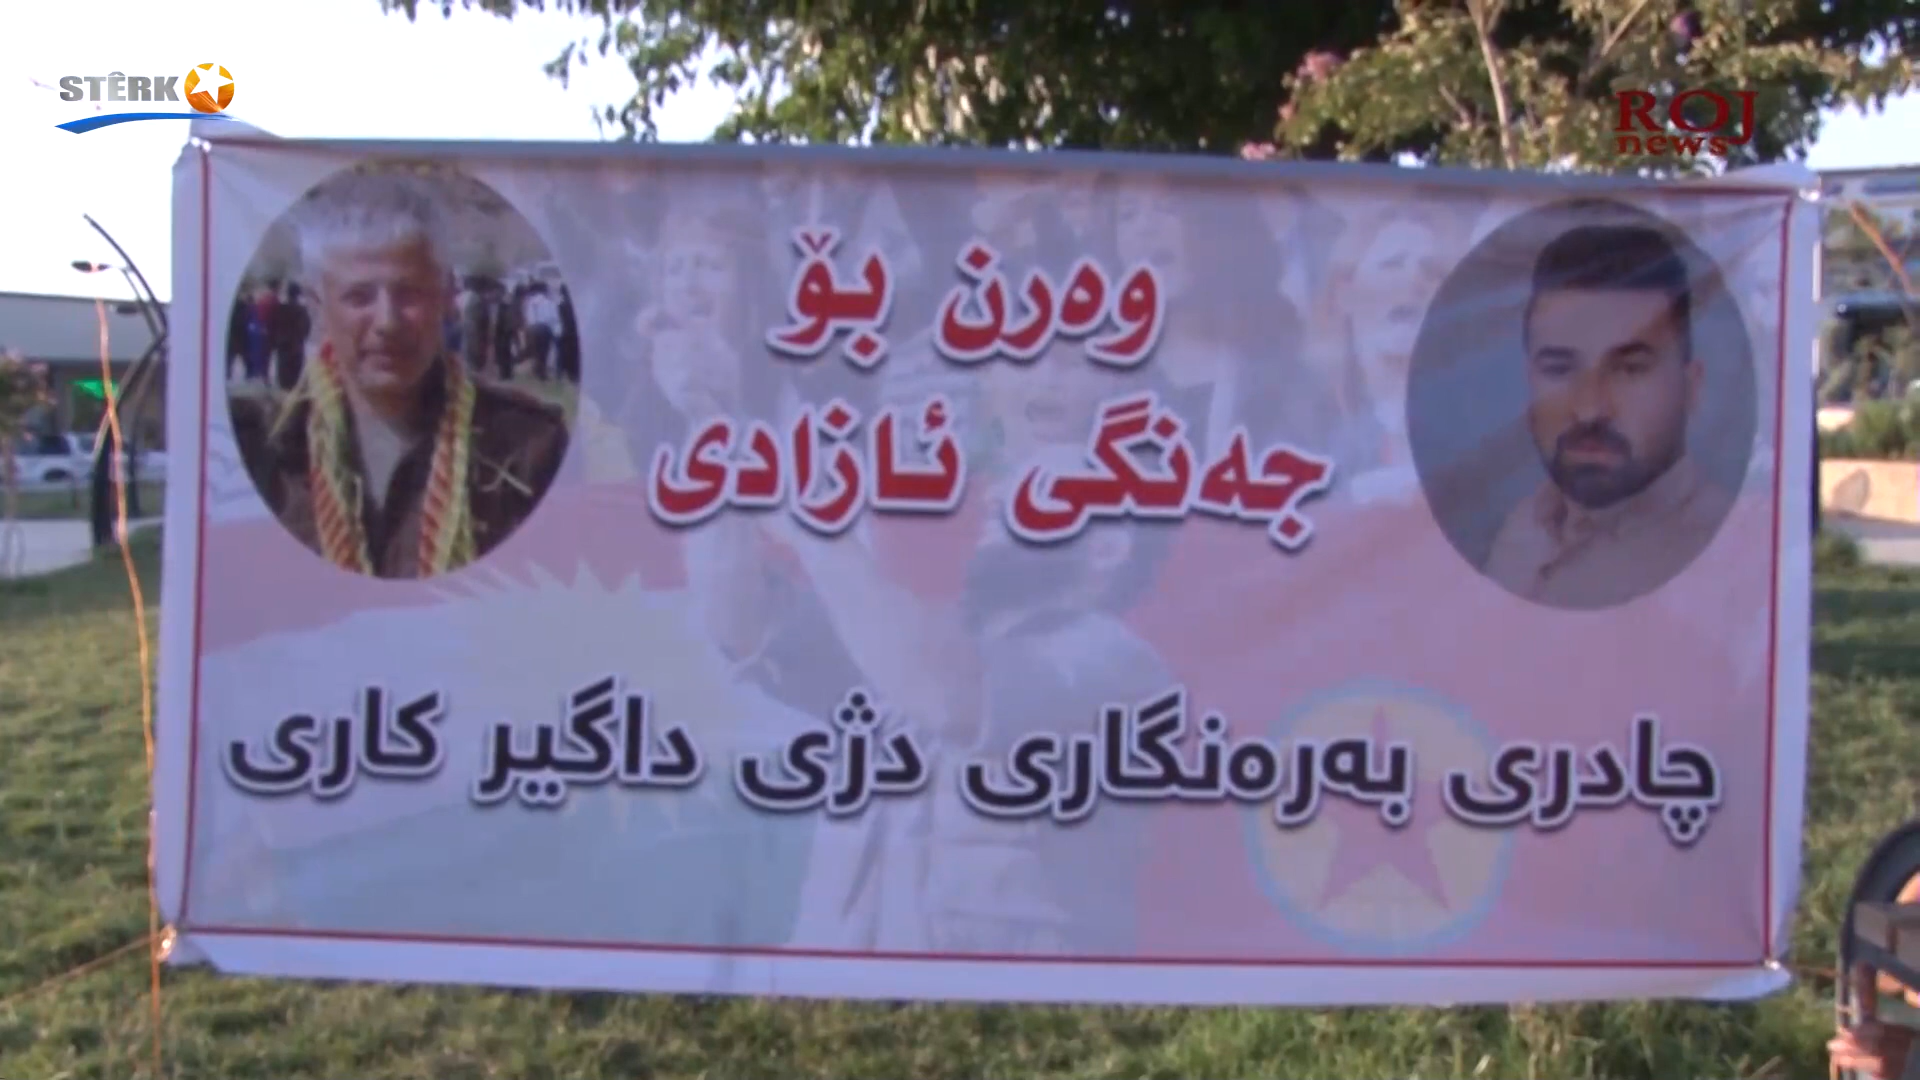 STÊRK
ROJ
news
وەرن بۆ
جەنگی ئازادی
چادری بەرەنگاری دژی داگیر کاری